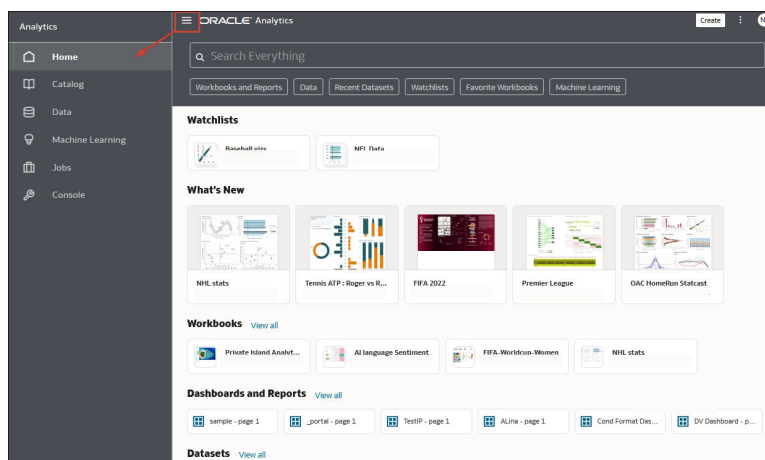 Analytics
Home
Catalog
Data
Machine Learning
Jobs
Console
ORACLE Analytics
Create
N
Search Everything
Workbooks and Reports Data Recent Datasets Watchlists Favorite Workbooks Machine Learning
Watchlists
Baseball vizs NFL Data
What's New
NHL stats Tennis ATP : Roger vs R... FIFA 2022 Premier League OAC HomeRun Statcast
Workbooks View all
Private Island Analyt... AI language Sentiment FIFA-Worldcup-Women NHL stats
Dashboards and Reports View all
sample - page 1 _portal - page 1 TestIP - page 1 ALina - page 1 Cond Format Das... DV Dashboard - p...
Datasets View all